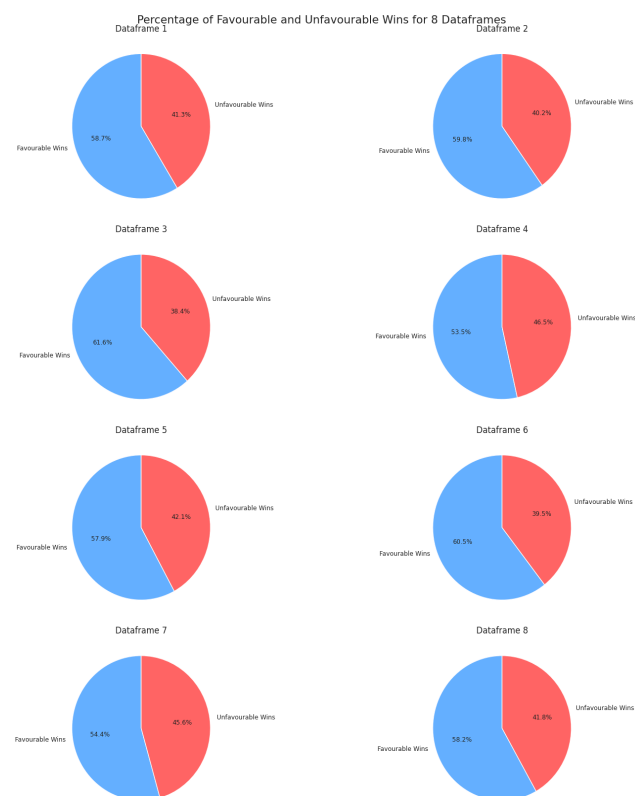 Percentage of Favourable and Unfavourable Wins for 8 Dataframes
Dataframe 1
Dataframe 2
Unfavourable Wins
41.3%
58.7%
Favourable Wins
Unfavourable Wins
40.2%
59.8%
Favourable Wins
Dataframe 3
Dataframe 4
Unfavourable Wins
38.4%
61.6%
Favourable Wins
Unfavourable Wins
46.5%
53.5%
Favourable Wins
Dataframe 5
Dataframe 6
Unfavourable Wins
42.1%
57.9%
Favourable Wins
Unfavourable Wins
39.5%
60.5%
Favourable Wins
Dataframe 7
Dataframe 8
Unfavourable Wins
45.6%
54.4%
Favourable Wins
Unfavourable Wins
41.8%
58.2%
Favourable Wins